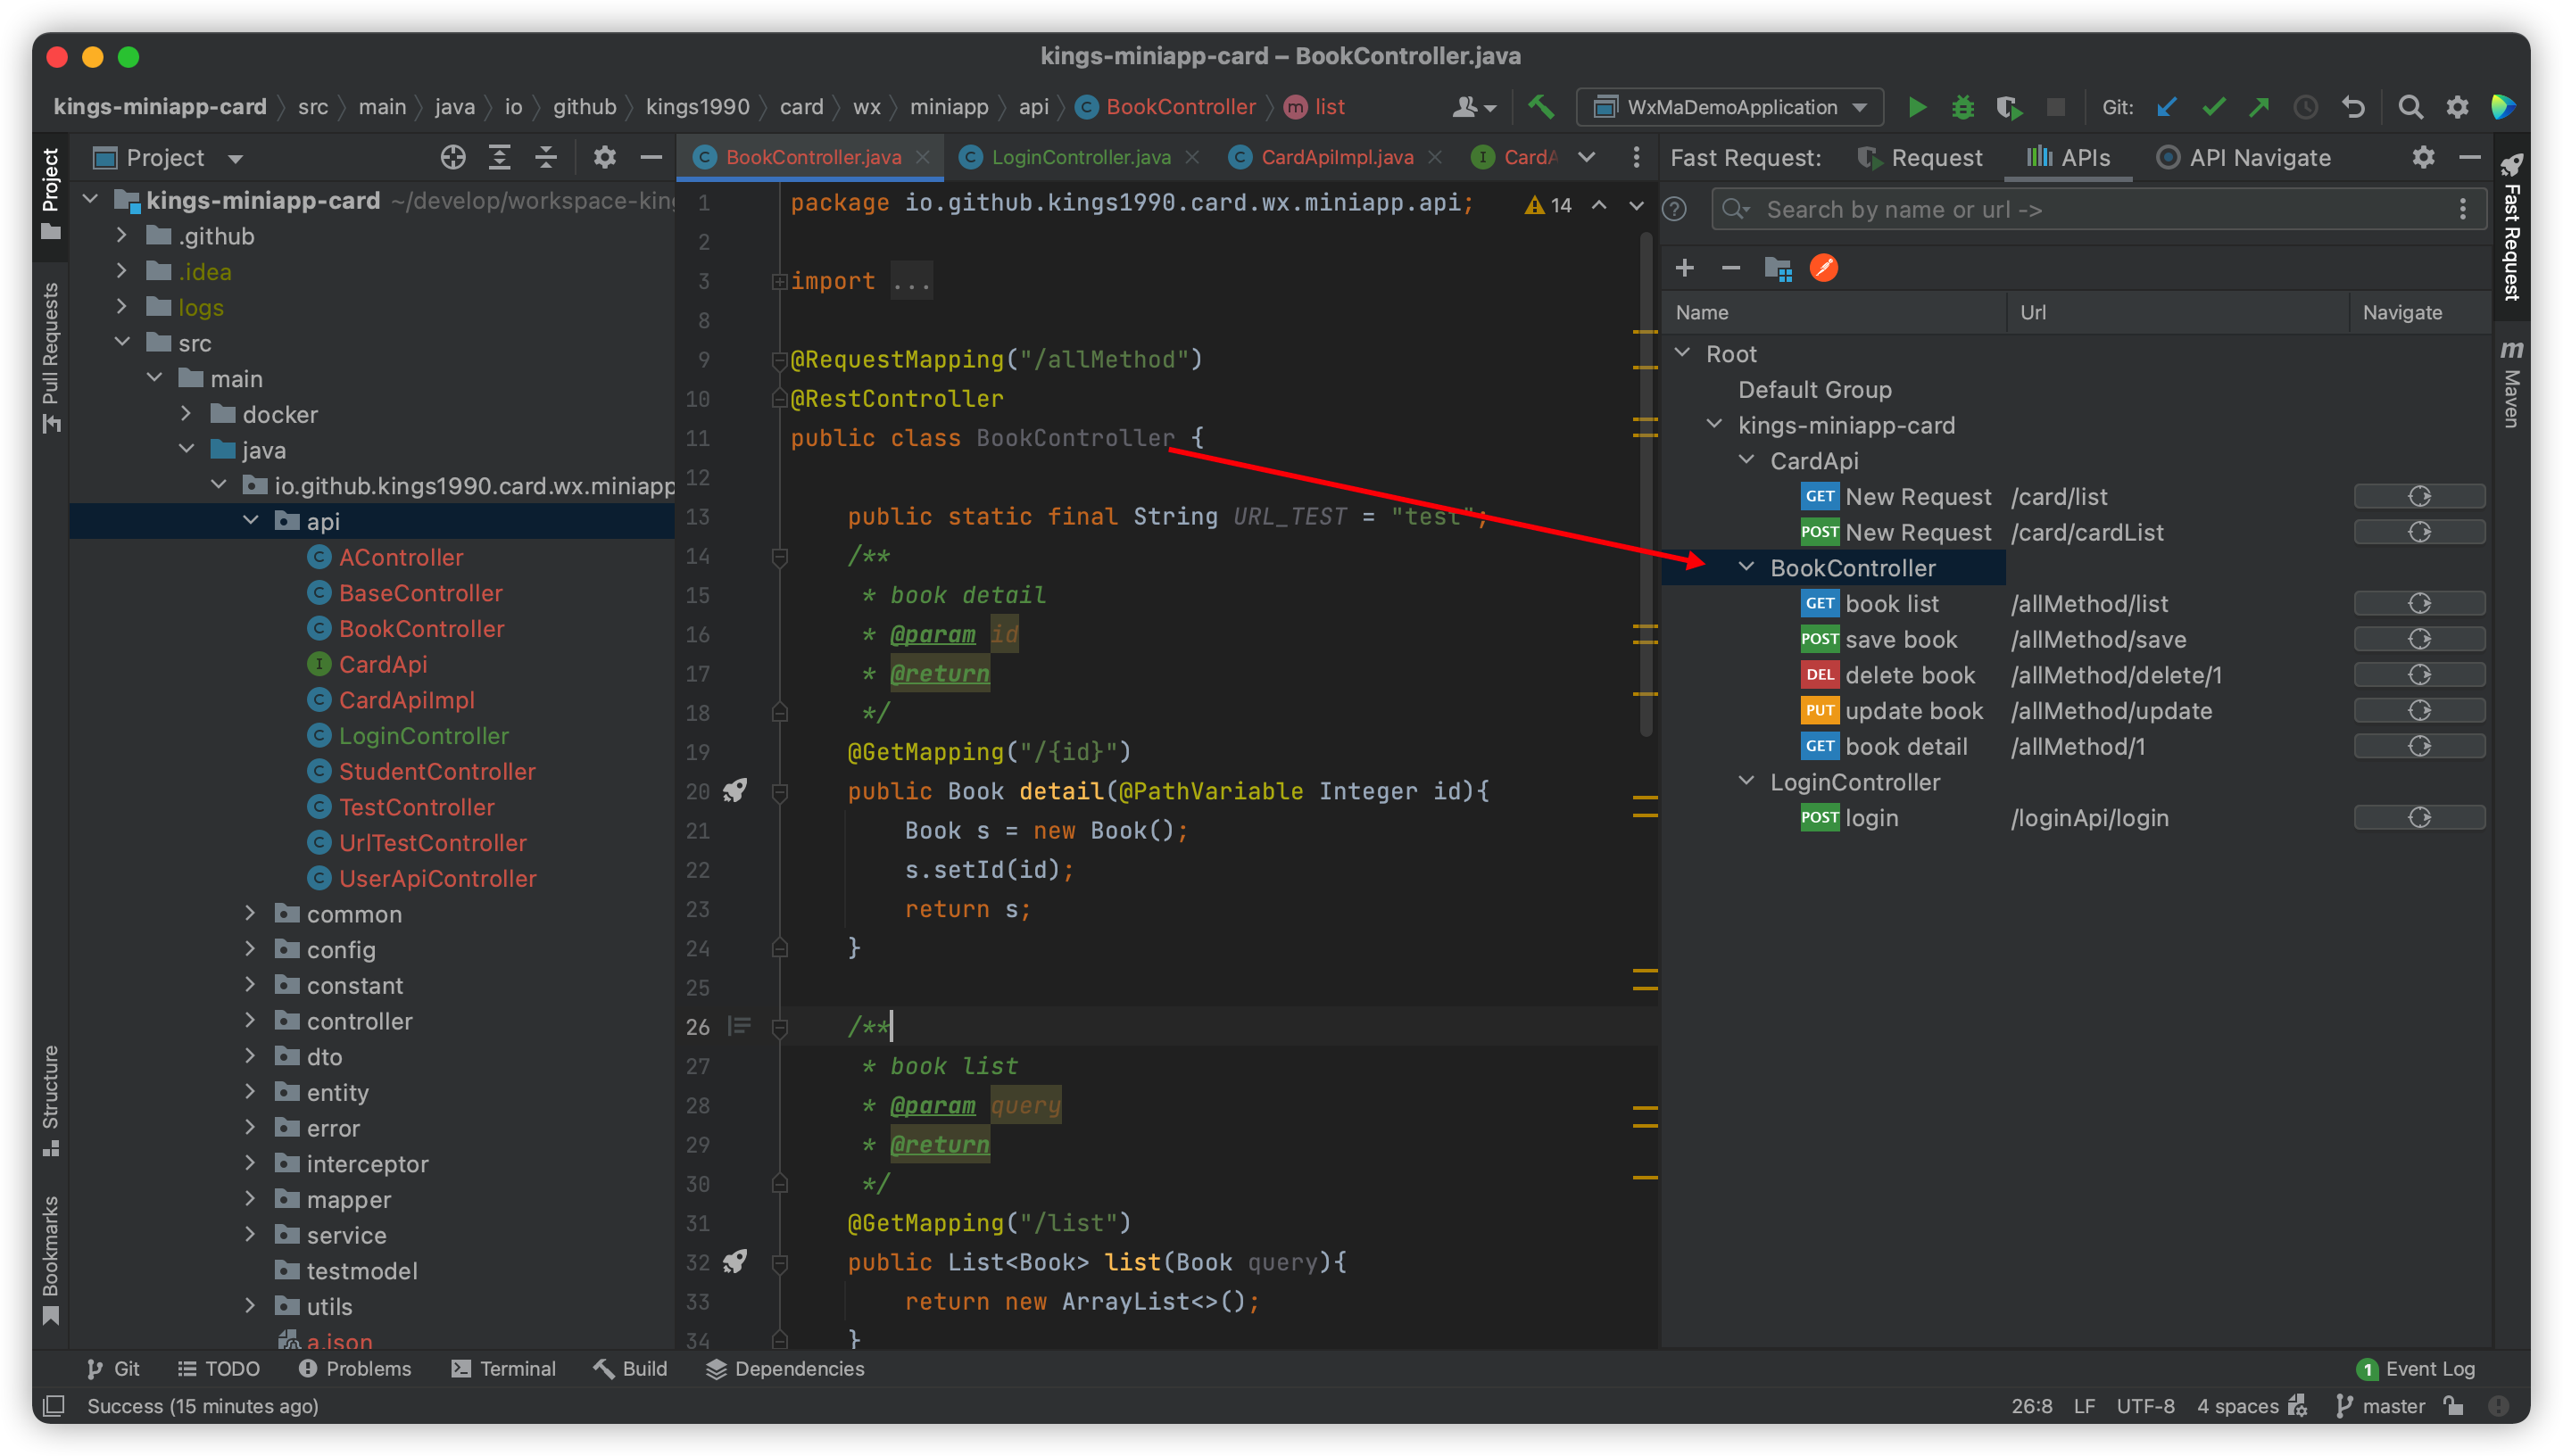 kings-miniapp-card – BookController.java
kings-miniapp-card src main java io github kings1990 card wx miniapp api BookController list
WxMaDemoApplication
Git:
Project
Pull Requests
Structure
Bookmarks
Project
kings-miniapp-card ~/develop/workspace-kin
.github
.idea
logs
src
main
docker
java
io.github.kings1990.card.wx.miniapp
api
AController
BaseController
BookController
CardApi
CardApiImpl
LoginController
StudentController
TestController
UrlTestController
UserApiController
common
config
constant
controller
dto
entity
error
interceptor
mapper
service
testmodel
utils
a.json
BookController.java LoginController.java CardApiImpl.java CardA
14
1 package io.github.kings1990.card.wx.miniapp.api;
2
3 import ...
8
9 @RequestMapping("/allMethod")
10 @RestController
11 public class BookController {
12
13 public static final String URL_TEST = "test";
14 /**
15 * book detail
16 * @param id
17 * @return
18 */
19 @GetMapping("/{id}")
20 public Book detail(@PathVariable Integer id){
21 Book s = new Book();
22 s.setId(id);
23 return s;
24 }
25
26 /**
27 * book list
28 * @param query
29 * @return
30 */
31 @GetMapping("/list")
32 public List<Book> list(Book query){
33 return new ArrayList<>();
34 }
Fast Request: Request APIs API Navigate
Search by name or url ->
Name Url Navigate
Root
Default Group
kings-miniapp-card
CardApi
GET New Request /card/list
POST New Request /card/cardList
BookController
GET book list /allMethod/list
POST save book /allMethod/save
DEL delete book /allMethod/delete/1
PUT update book /allMethod/update
GET book detail /allMethod/1
LoginController
POST login /loginApi/login
Fast Request
m Maven
Git TODO Problems Terminal Build Dependencies
1 Event Log
Success (15 minutes ago)
26:8 LF UTF-8 4 spaces master